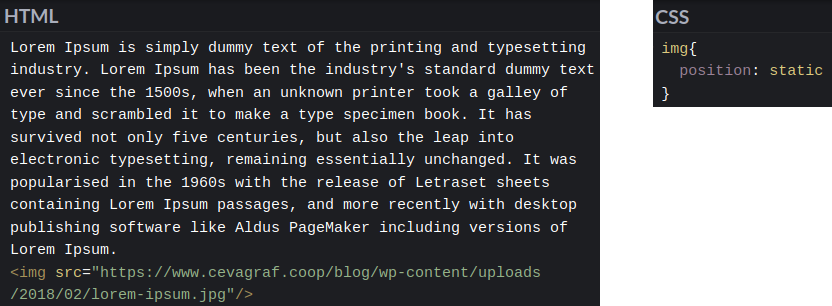 HTML
Lorem Ipsum is simply dummy text of the printing and typesetting
industry. Lorem Ipsum has been the industry's standard dummy text
ever since the 1500s, when an unknown printer took a galley of
type and scrambled it to make a type specimen book. It has
survived not only five centuries, but also the leap into
electronic typesetting, remaining essentially unchanged. It was
popularised in the 1960s with the release of Letraset sheets
containing Lorem Ipsum passages, and more recently with desktop
publishing software like Aldus PageMaker including versions of
Lorem Ipsum.
<img src="https://www.cevagraf.coop/blog/wp-content/uploads
/2018/02/lorem-ipsum.jpg"/>
CSS
img{
position: static
}